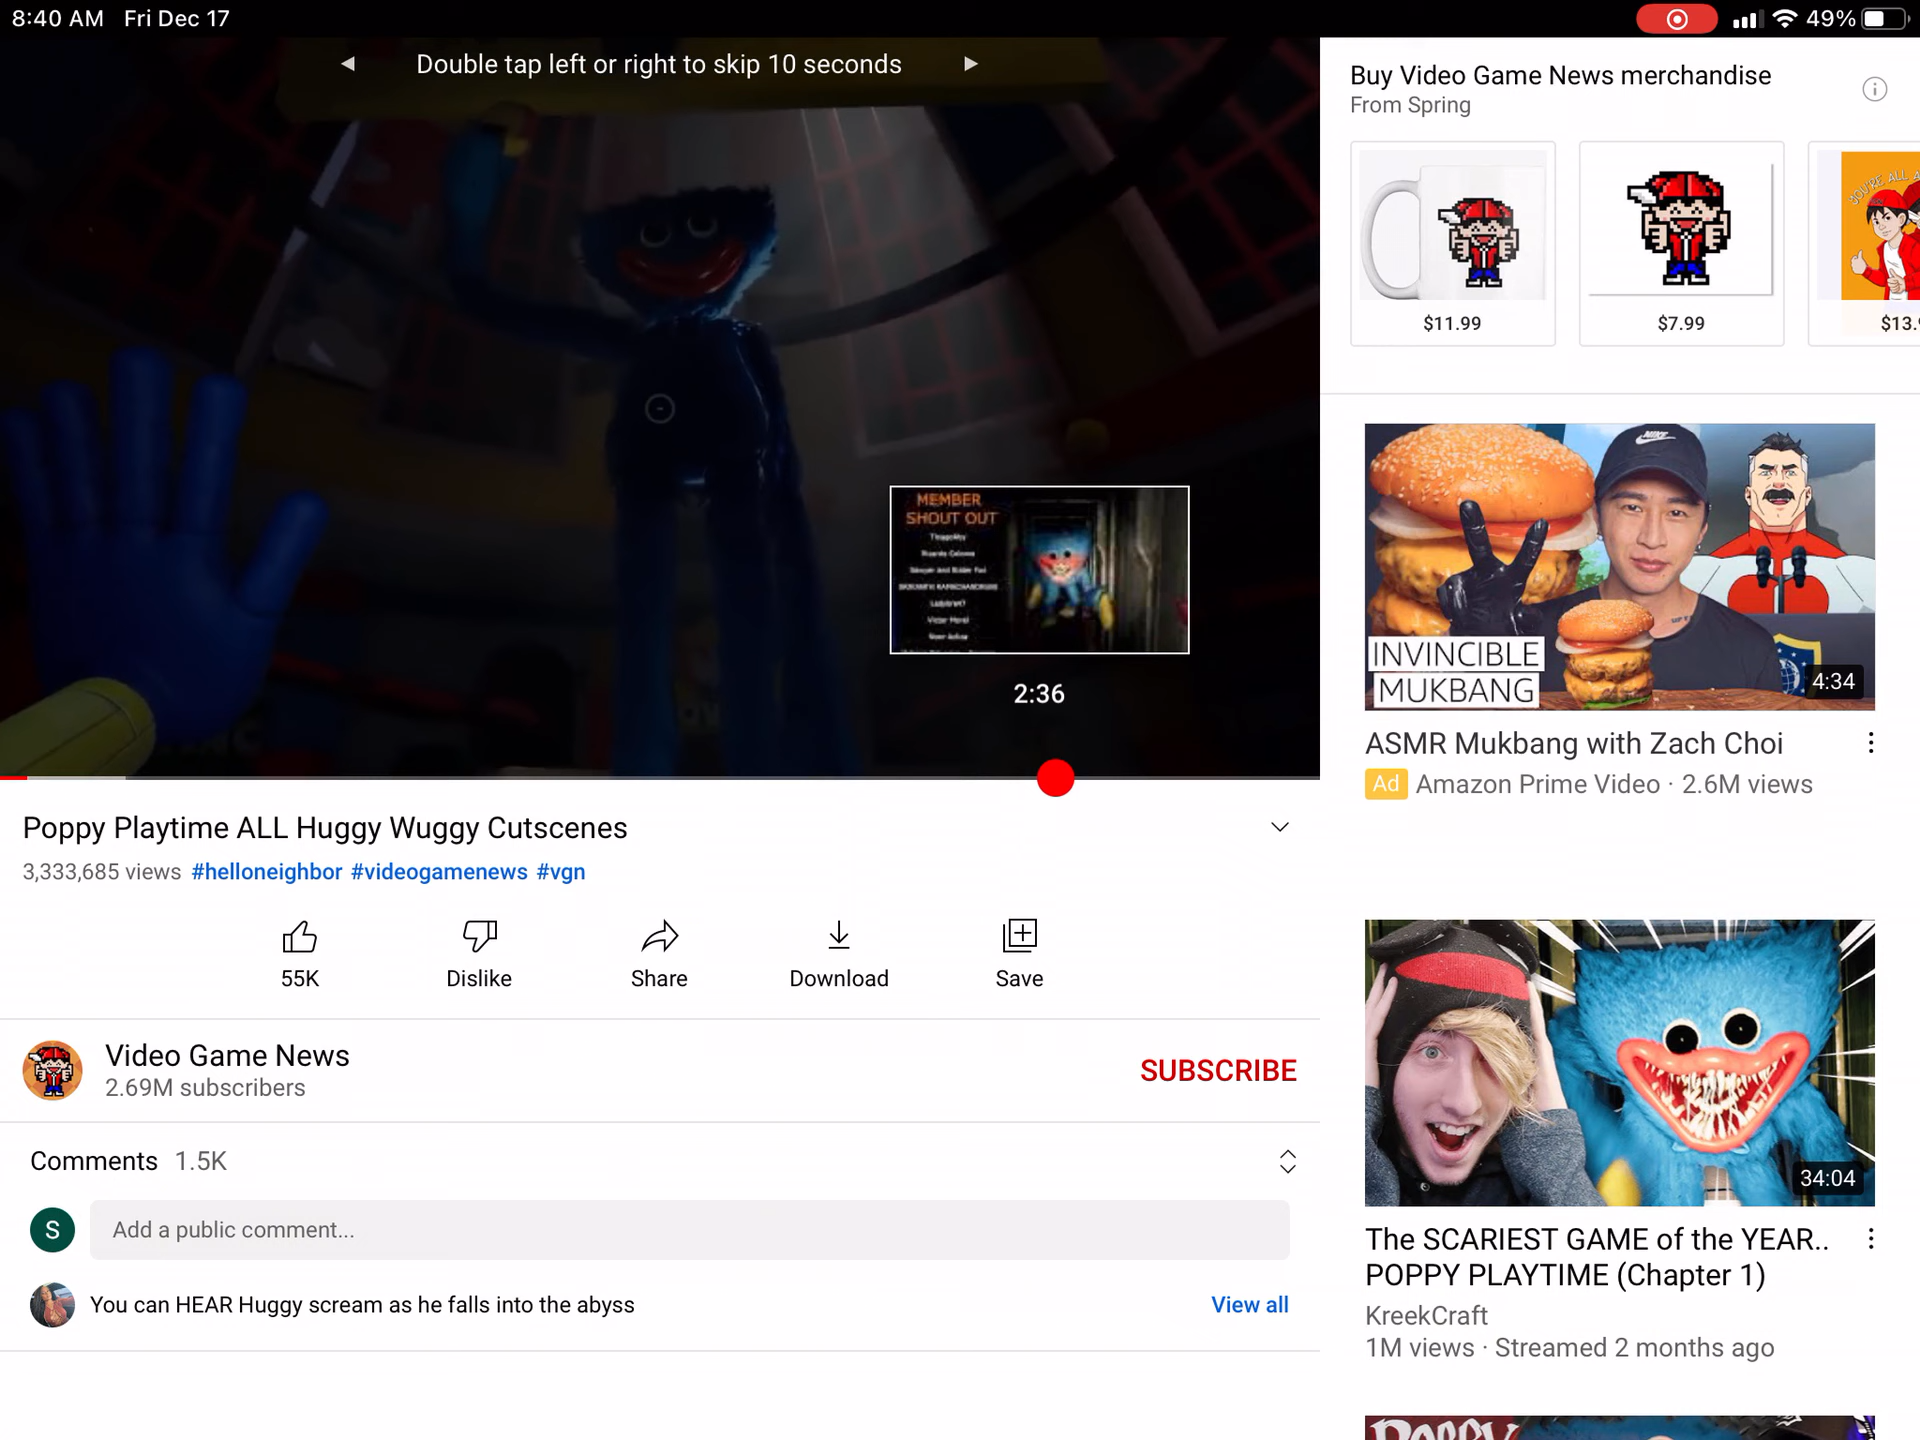 8:40 AM Fri Dec 17
49%
Double tap left or right to skip 10 seconds
MEMBER
SHOUT OUT
2:36
Poppy Playtime ALL Huggy Wuggy Cutscenes
3,333,685 views #helloneighbor #videogamenews #vgn
55K
Dislike
Share
Download
Save
Video Game News
2.69M subscribers
SUBSCRIBE
Comments 1.5K
S
Add a public comment...
You can HEAR Huggy scream as he falls into the abyss
View all
Buy Video Game News merchandise
From Spring
YOU'RE ALL
$11.99
$7.99
$13.
INVINCIBLE
MUKBANG
4:34
ASMR Mukbang with Zach Choi
Ad Amazon Prime Video · 2.6M views
34:04
The SCARIEST GAME of the YEAR..
POPPY PLAYTIME (Chapter 1)
KreekCraft
1M views · Streamed 2 months ago
POPPY